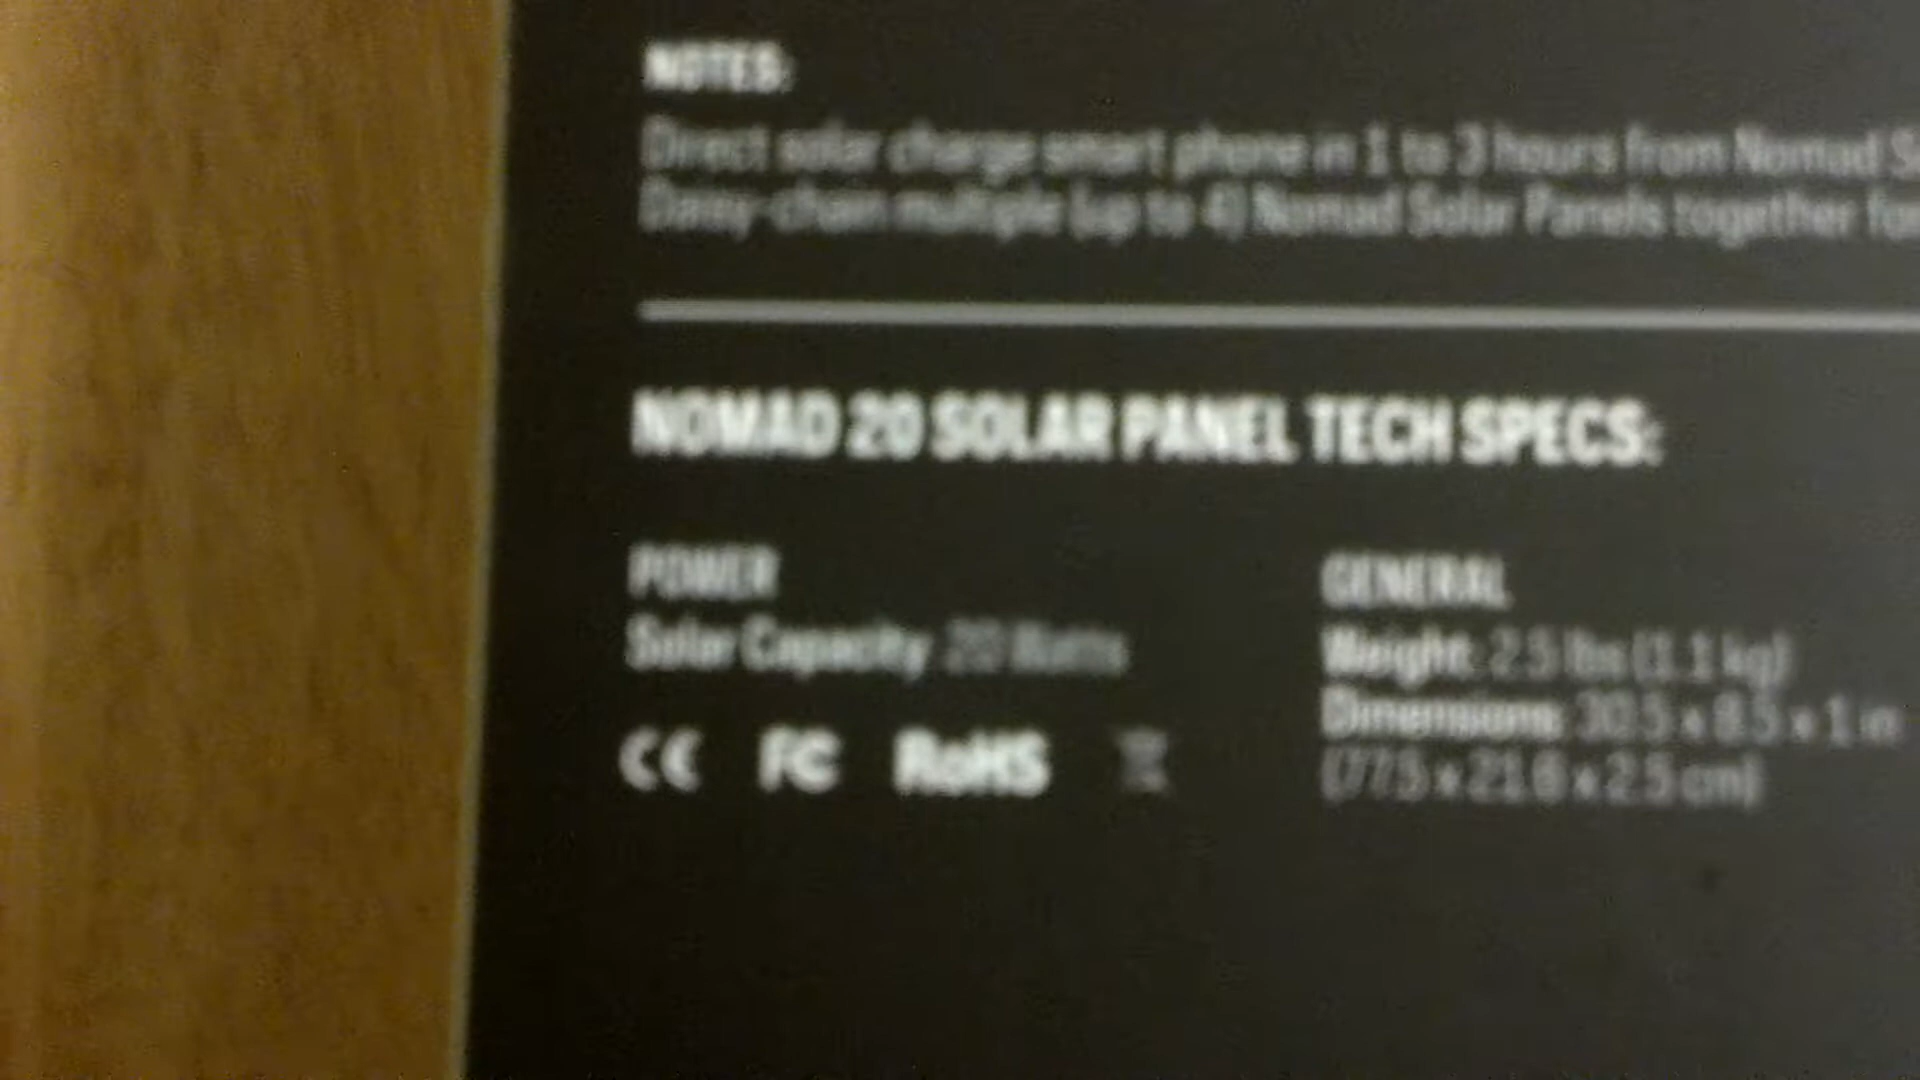 NOTES:
Direct solar charge smart phone in 1 to 3 hours from Nomad
Daisy-chain multiple (up to 4) Nomad Solar Panels together
NOMAD 20 SOLAR PANEL TECH SPECS:
POWER
Solar Capacity: 20 Watts
CE FC RoHS
GENERAL
Weight: 2.5 lbs (1.1 kg)
Dimensions: 30.5 x 8.5 x 1 in
(77.5 x 21.6 x 2.5 cm)